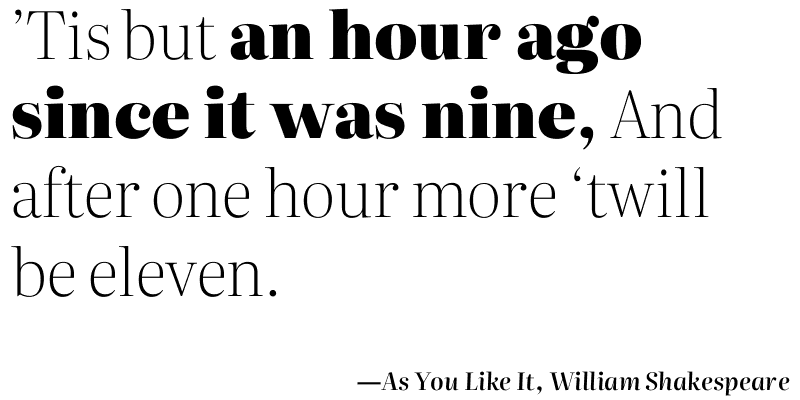 ’Tis but an hour ago
since it was nine, And
after one hour more ‘twill
be eleven.
—As You Like It, William Shakespeare